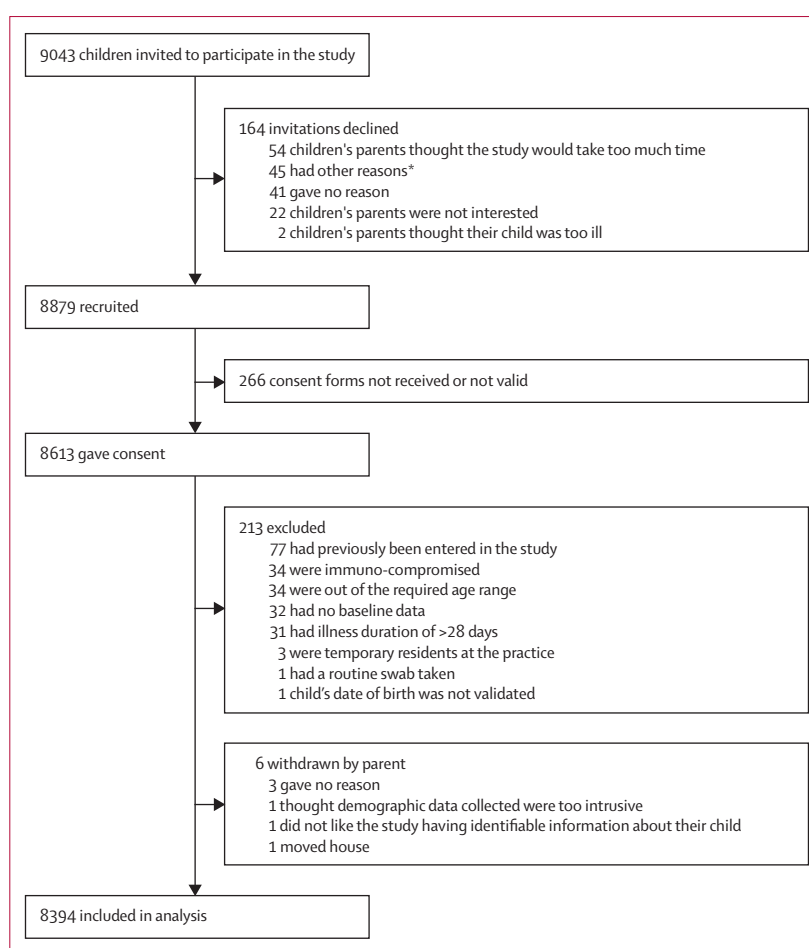 9043 children invited to participate in the study
164 invitations declined
54 children's parents thought the study would take too much time
45 had other reasons*
41 gave no reason
22 children's parents were not interested
2 children's parents thought their child was too ill
8879 recruited
266 consent forms not received or not valid
8613 gave consent
213 excluded
77 had previously been entered in the study
34 were immuno-compromised
34 were out of the required age range
32 had no baseline data
31 had illness duration of >28 days
3 were temporary residents at the practice
1 had a routine swab taken
1 child's date of birth was not validated
6 withdrawn by parent
3 gave no reason
1 thought demographic data collected were too intrusive
1 did not like the study having identifiable information about their child
1 moved house
8394 included in analysis